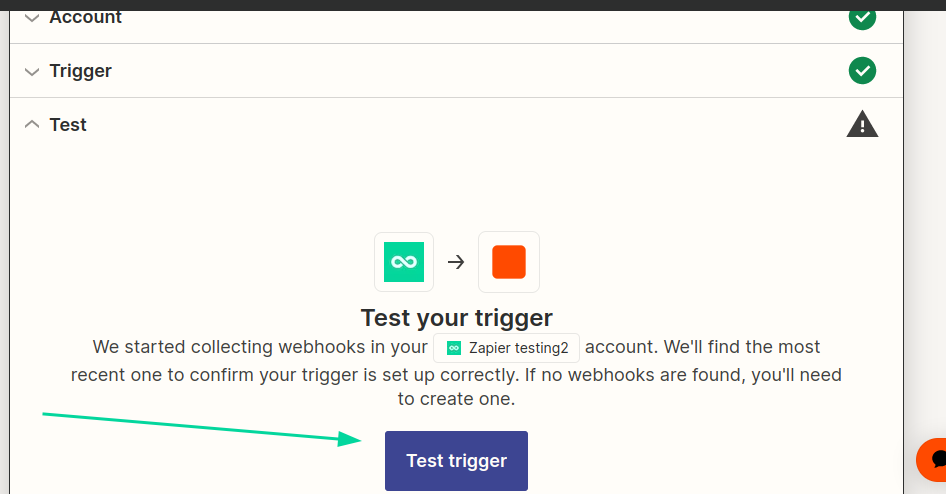 Account
Trigger
Test
Test your trigger
We started collecting webhooks in your Zapier testing2 account. We'll find the most
recent one to confirm your trigger is set up correctly. If no webhooks are found, you'll need
to create one.
Test trigger